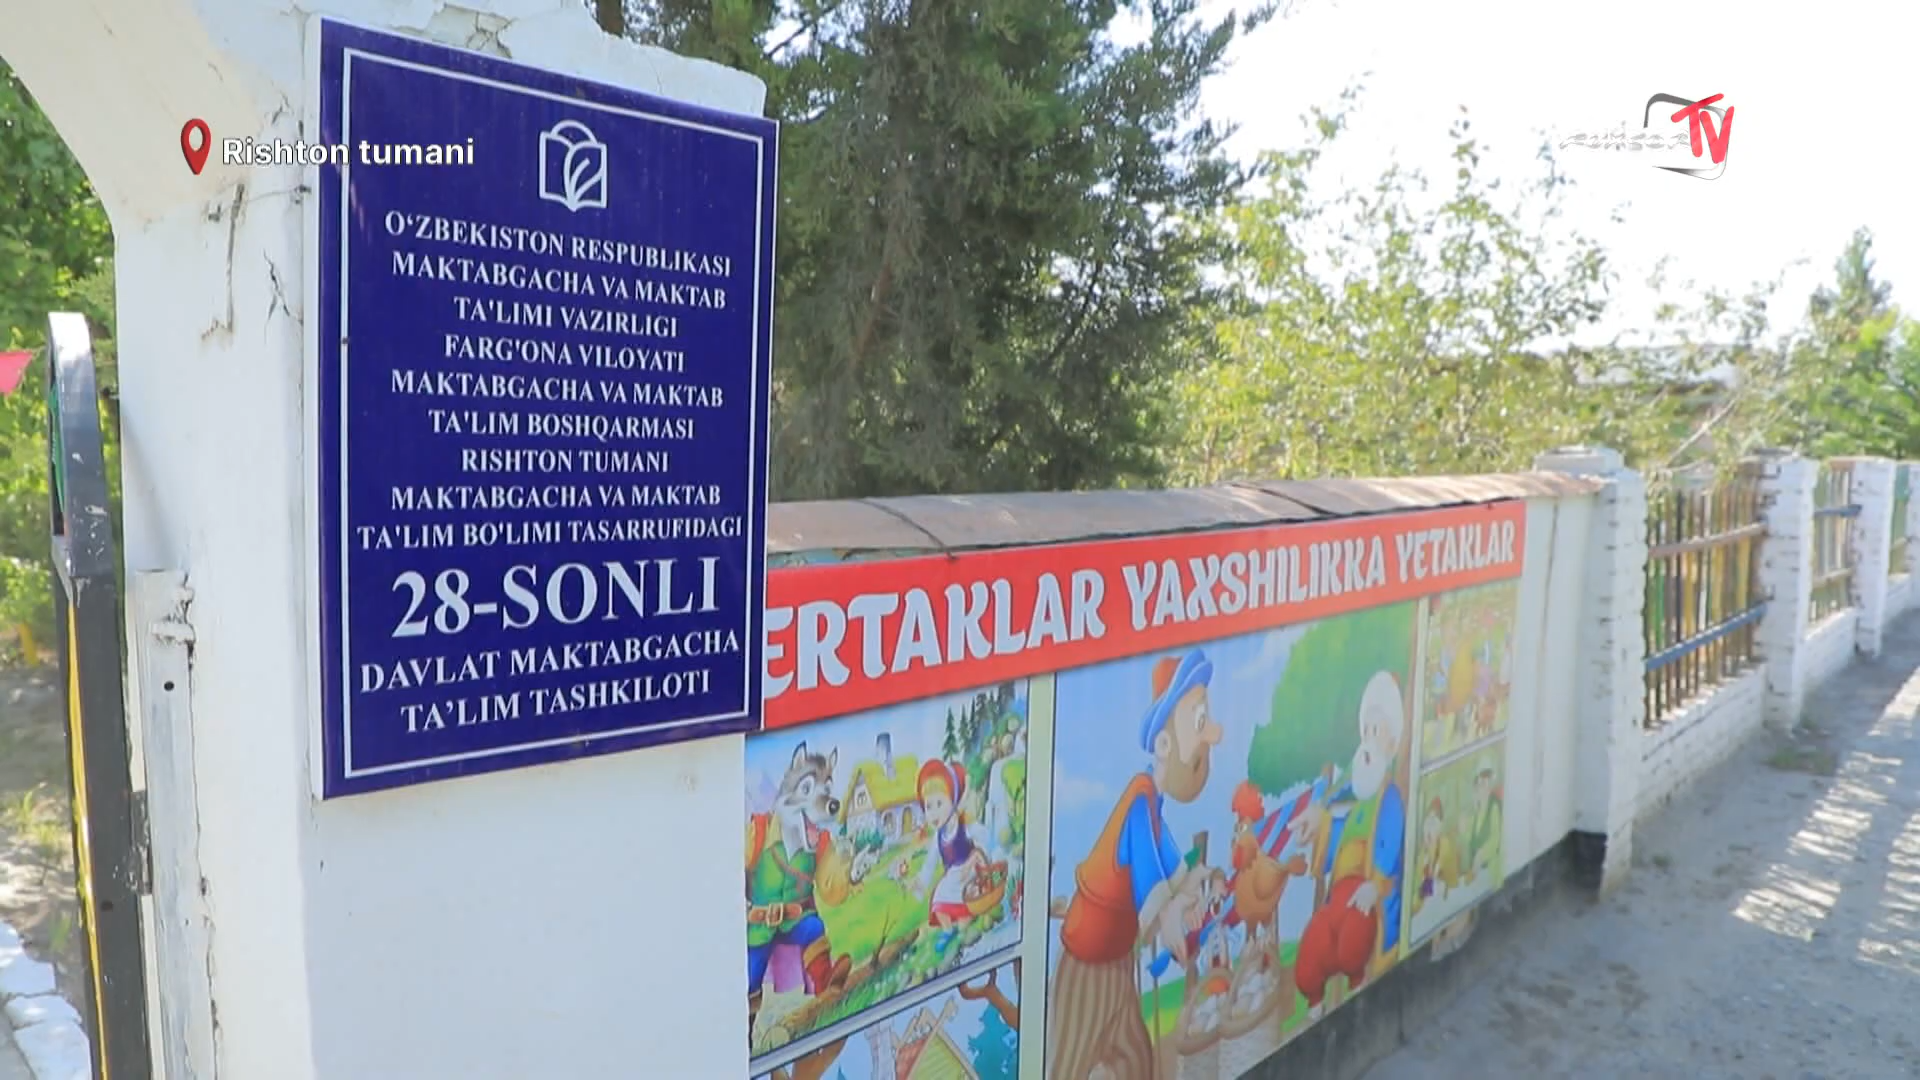 Rishton tumani
TV
O‘ZBEKISTON RESPUBLIKASI
MAKTABGACHA VA MAKTAB
TA'LIMI VAZIRLIGI
FARG'ONA VILOYATI
MAKTABGACHA VA MAKTAB
TA'LIM BOSHQARMASI
RISHTON TUMANI
MAKTABGACHA VA MAKTAB
TA'LIM BO'LIMI TASARRUFIDAGI
28-SONLI
DAVLAT MAKTABGACHA
TA’LIM TASHKILOTI
ERTAKLAR YAXSHILIKKA YETAKLAR